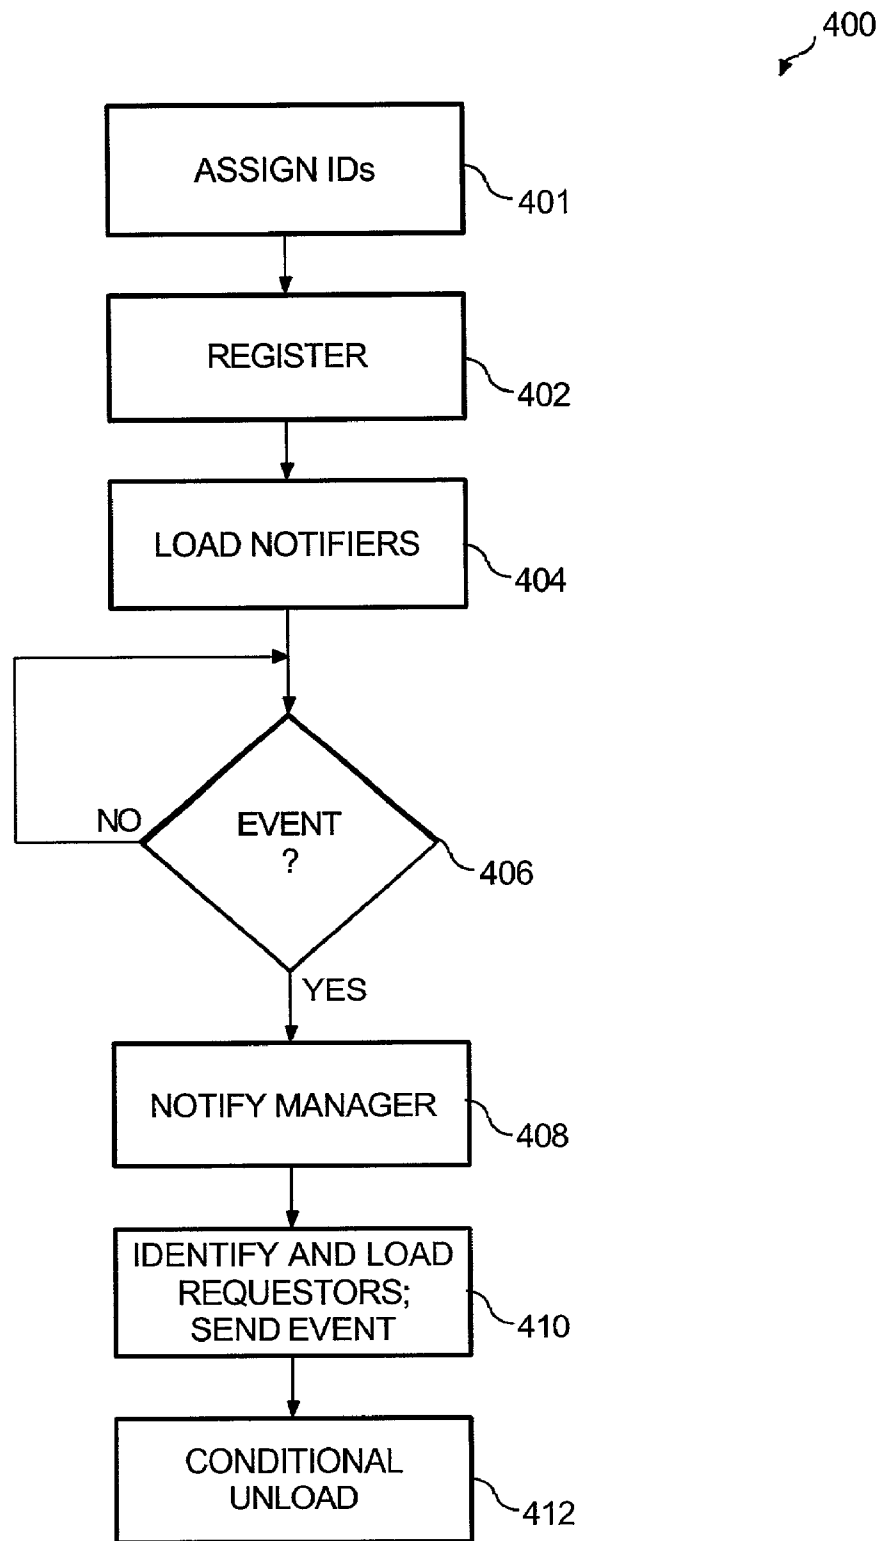 400
ASSIGN IDs
401
REGISTER
402
LOAD NOTIFIERS
404
NO
EVENT
?
406
YES
NOTIFY MANAGER
408
IDENTIFY AND LOAD
REQUESTORS;
SEND EVENT
410
CONDITIONAL
UNLOAD
412